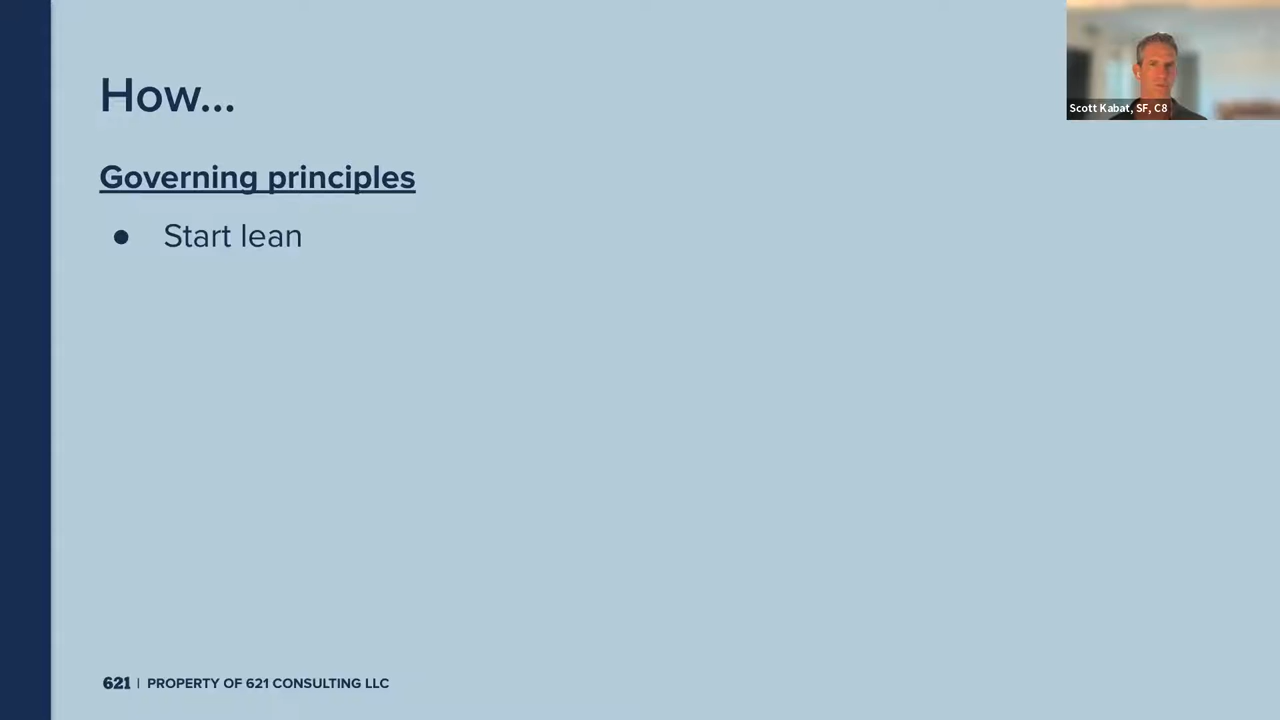 How...
Scott Kabat, SF, C8
Governing principles
● Start lean
621 | PROPERTY OF 621 CONSULTING LLC